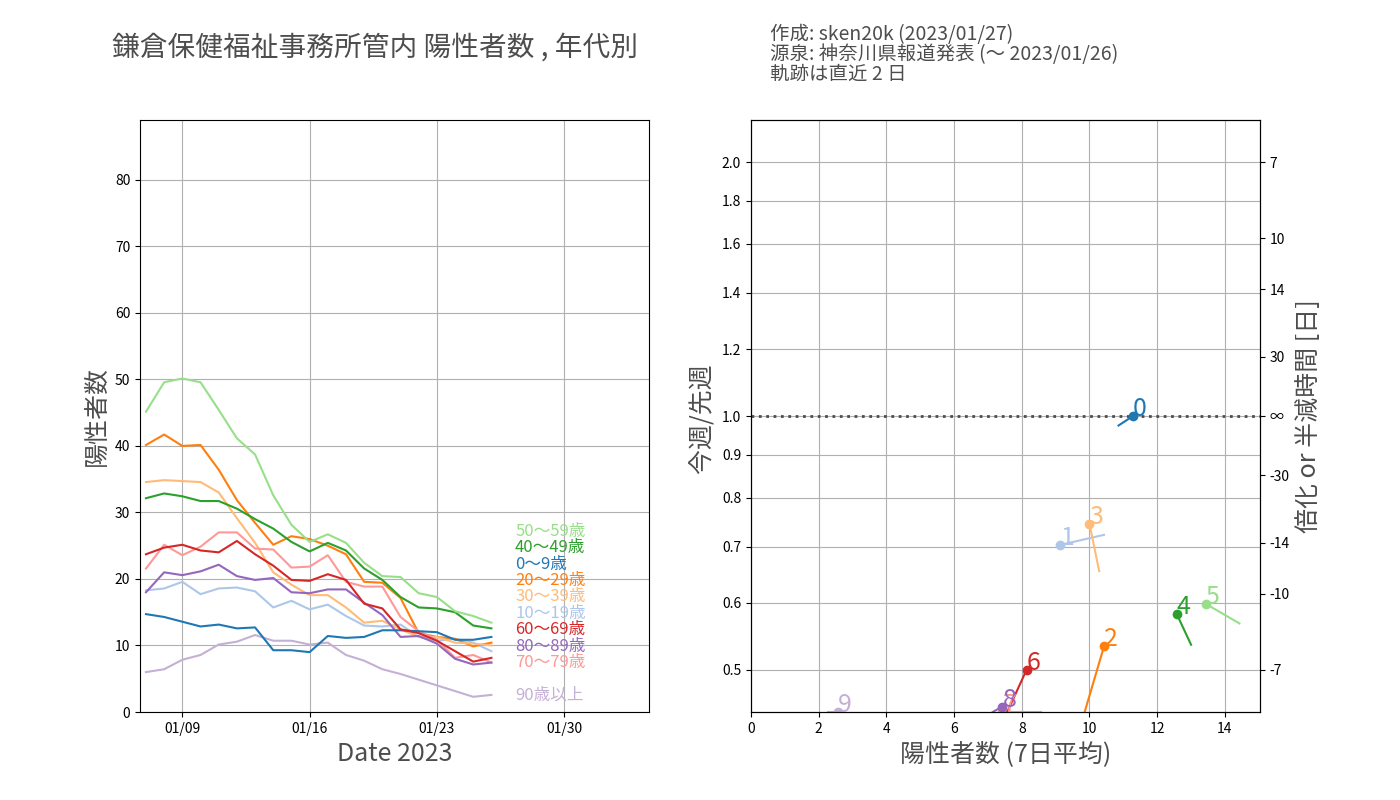 鎌倉保健福祉事務所管内 陽性者数 , 年代別
作成: sken20k (2023/01/27)
源泉: 神奈川県報道発表 (～ 2023/01/26)
軌跡は直近 2 日
陽性者数
80
70
60
50
40
30
20
10
0
50～59歳
40～49歳
0～9歳
20～29歳
30～39歳
10～19歳
60～69歳
80～89歳
70～79歳
90歳以上
01/09
01/16
01/23
01/30
Date 2023
今週/先週
2.0
1.8
1.6
1.4
1.2
1.0
0.9
0.8
0.7
0.6
0.5
0
3
1
5
4
2
6
8
9
7
10
14
30
∞
-30
-14
-10
-7
倍化 or 半減時間 [日]
0
2
4
6
8
10
12
14
陽性者数 (7日平均)